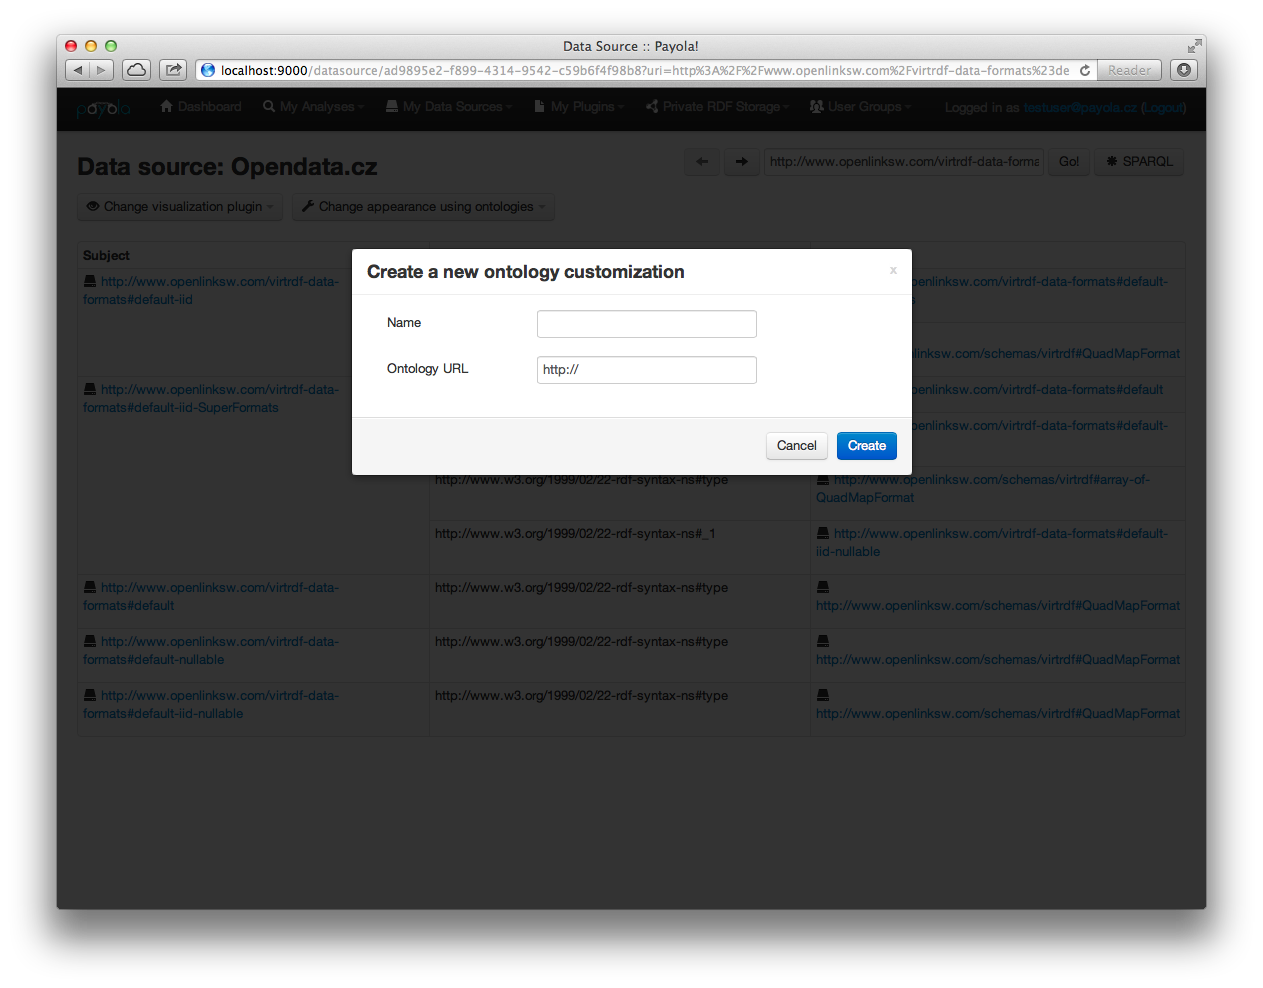 Data Source :: Payola!
localhost:9000/datasource/ad9895e2-f899-4314-9542-c59b6f4f98b8?uri=http%3A%2F%2Fwww.openlinksw.com%2Fvirtrdf-data-formats%23de
Reader
payola
Dashboard My Analyses My Data Sources My Plugins Private RDF Storage User Groups Logged in as testuser@payola.cz (Logout)
Data source: Opendata.cz
http://www.openlinksw.com/virtrdf-data-forma Go! SPARQL
Change visualization plugin Change appearance using ontologies
Subject
Create a new ontology customization x
Name
Ontology URL http://
Cancel Create
http://www.openlinksw.com/virtrdf-data-
formats#default-iid
penlinksw.com/virtrdf-data-formats#default-
s
openlinksw.com/schemas/virtrdf#QuadMapFormat
http://www.openlinksw.com/virtrdf-data-
formats#default-iid-SuperFormats
penlinksw.com/virtrdf-data-formats#default
penlinksw.com/virtrdf-data-formats#default-
http://www.w3.org/1999/02/22-rdf-syntax-ns#type
http://www.openlinksw.com/schemas/virtrdf#array-of-
QuadMapFormat
http://www.w3.org/1999/02/22-rdf-syntax-ns#_1
http://www.openlinksw.com/virtrdf-data-formats#default-
iid-nullable
http://www.openlinksw.com/virtrdf-data-
formats#default
http://www.w3.org/1999/02/22-rdf-syntax-ns#type
http://www.openlinksw.com/schemas/virtrdf#QuadMapFormat
http://www.openlinksw.com/virtrdf-data-
formats#default-nullable
http://www.w3.org/1999/02/22-rdf-syntax-ns#type
http://www.openlinksw.com/schemas/virtrdf#QuadMapFormat
http://www.openlinksw.com/virtrdf-data-
formats#default-iid-nullable
http://www.w3.org/1999/02/22-rdf-syntax-ns#type
http://www.openlinksw.com/schemas/virtrdf#QuadMapFormat